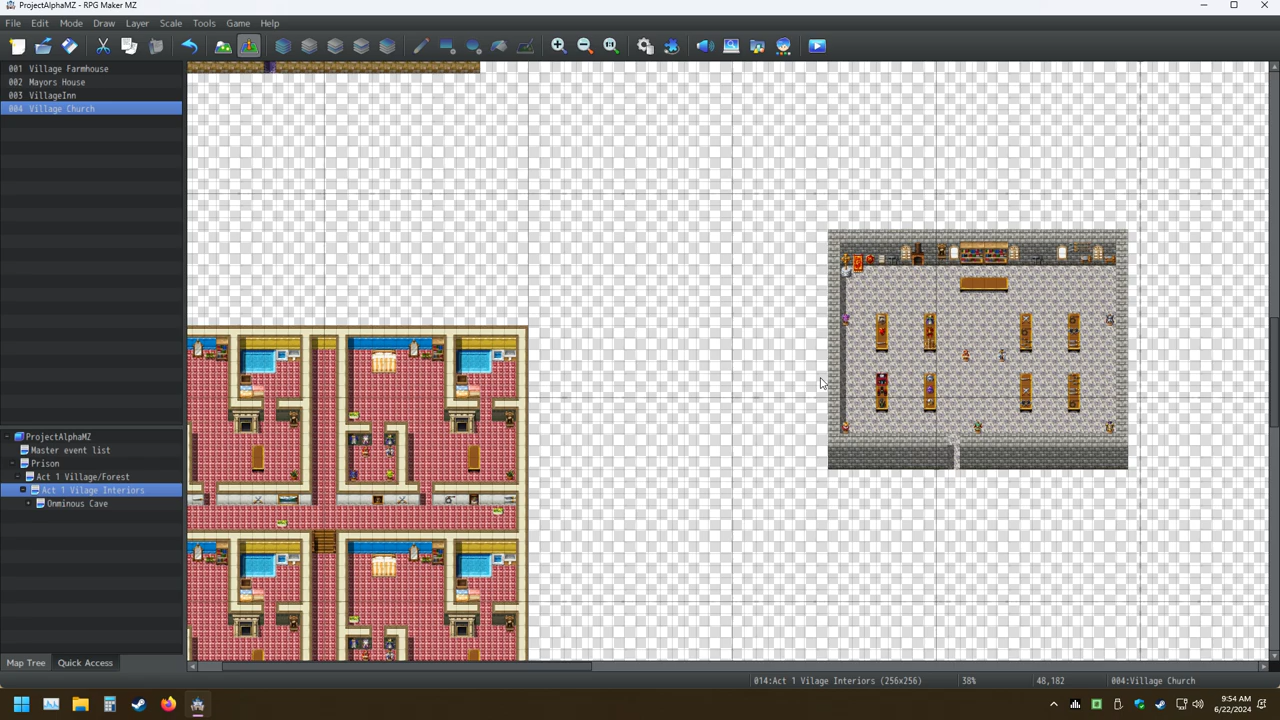 ProjectAlphaMZ - RPG Maker MZ
File Edit Mode Draw Layer Scale Tools Game Help
001 Village Farmhouse
002 Mayors House
003 VillageInn
004 Village Church
ProjectAlphaMZ
Master event list
Prison
Act 1 Village/Forest
Act 1 Vilage Interiors
Onminous Cave
Map Tree Quick Access
014:Act 1 Vilage Interiors (256x256) 38% 48,182 004:Village Church
9:54 AM
6/22/2024